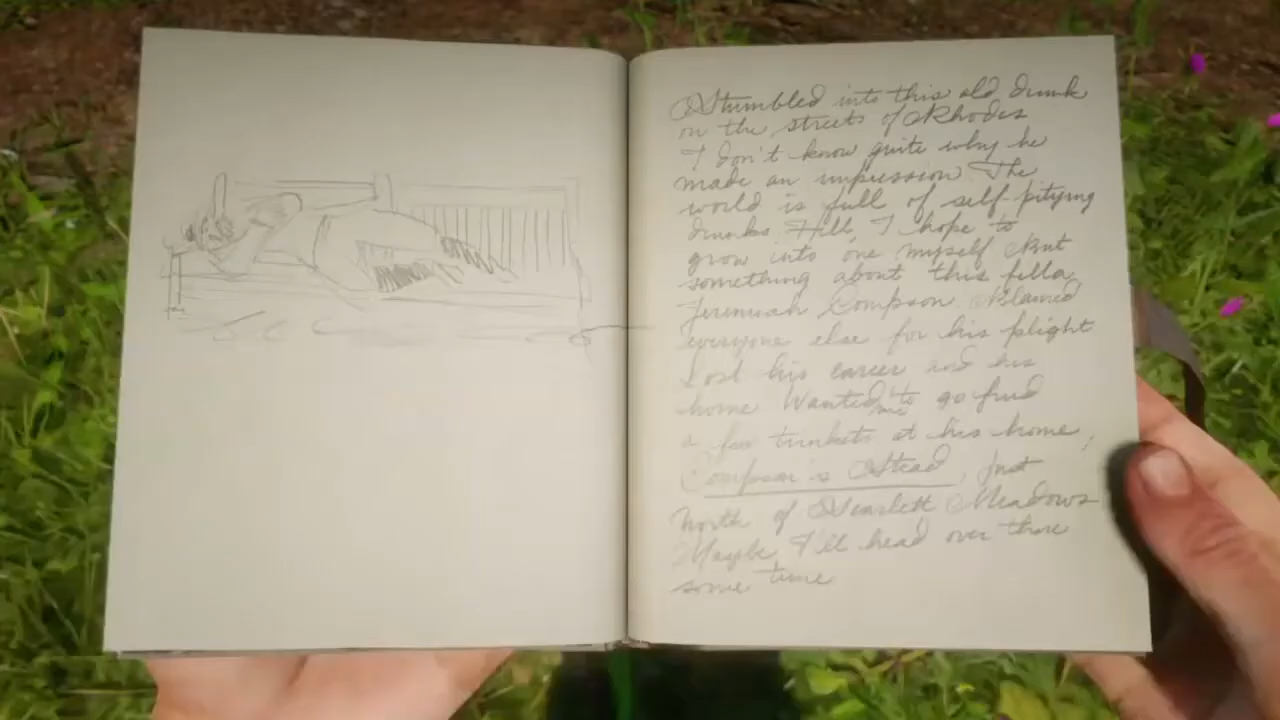 Stumbled into this old drunk
on the streets of Rhodes
I don't know quite why he
made an impression The
world is full of self-pitying
drunks. Hell, I hope to
grow into one myself But
something about this fella,
Jeremiah Compson. Blamed
everyone else for his plight
Lost his career and his
home. Wanted me to go find
a few trinkets at his home,
Compson's Stead, just
North of Scarlett Meadows
Maybe I'll head over there
some time